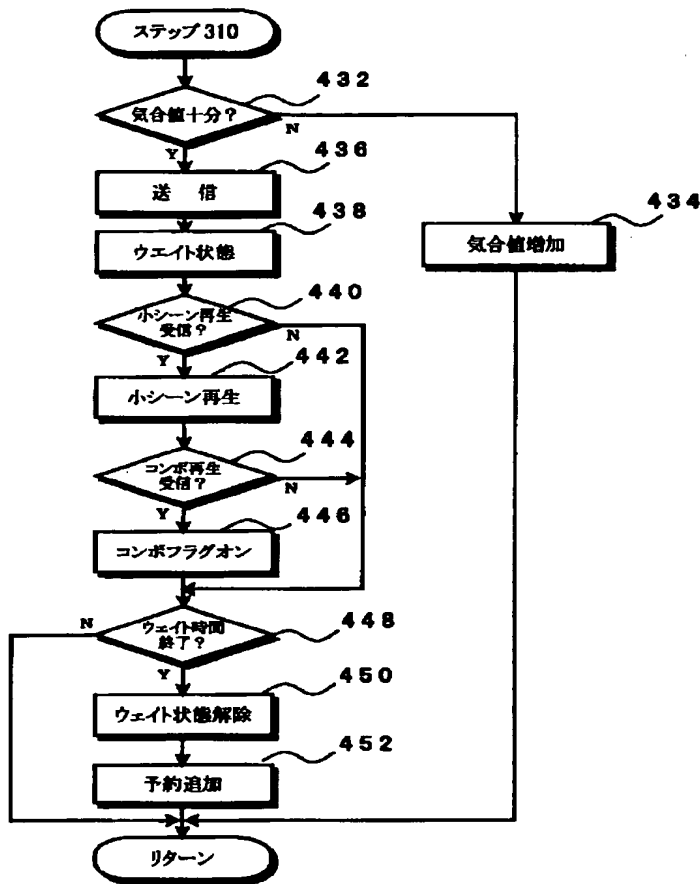 ステップ310
432
気合値十分?
N
Y
436
送 信
434
438
気合値増加
ウエイト状態
440
小シーン再生
受信?
N
Y
442
小シーン再生
444
コンボ再生
受信?
N
Y
446
コンボフラグオン
N
ウェイト時間
終了?
448
Y
450
ウェイト状態解除
452
予約追加
リターン